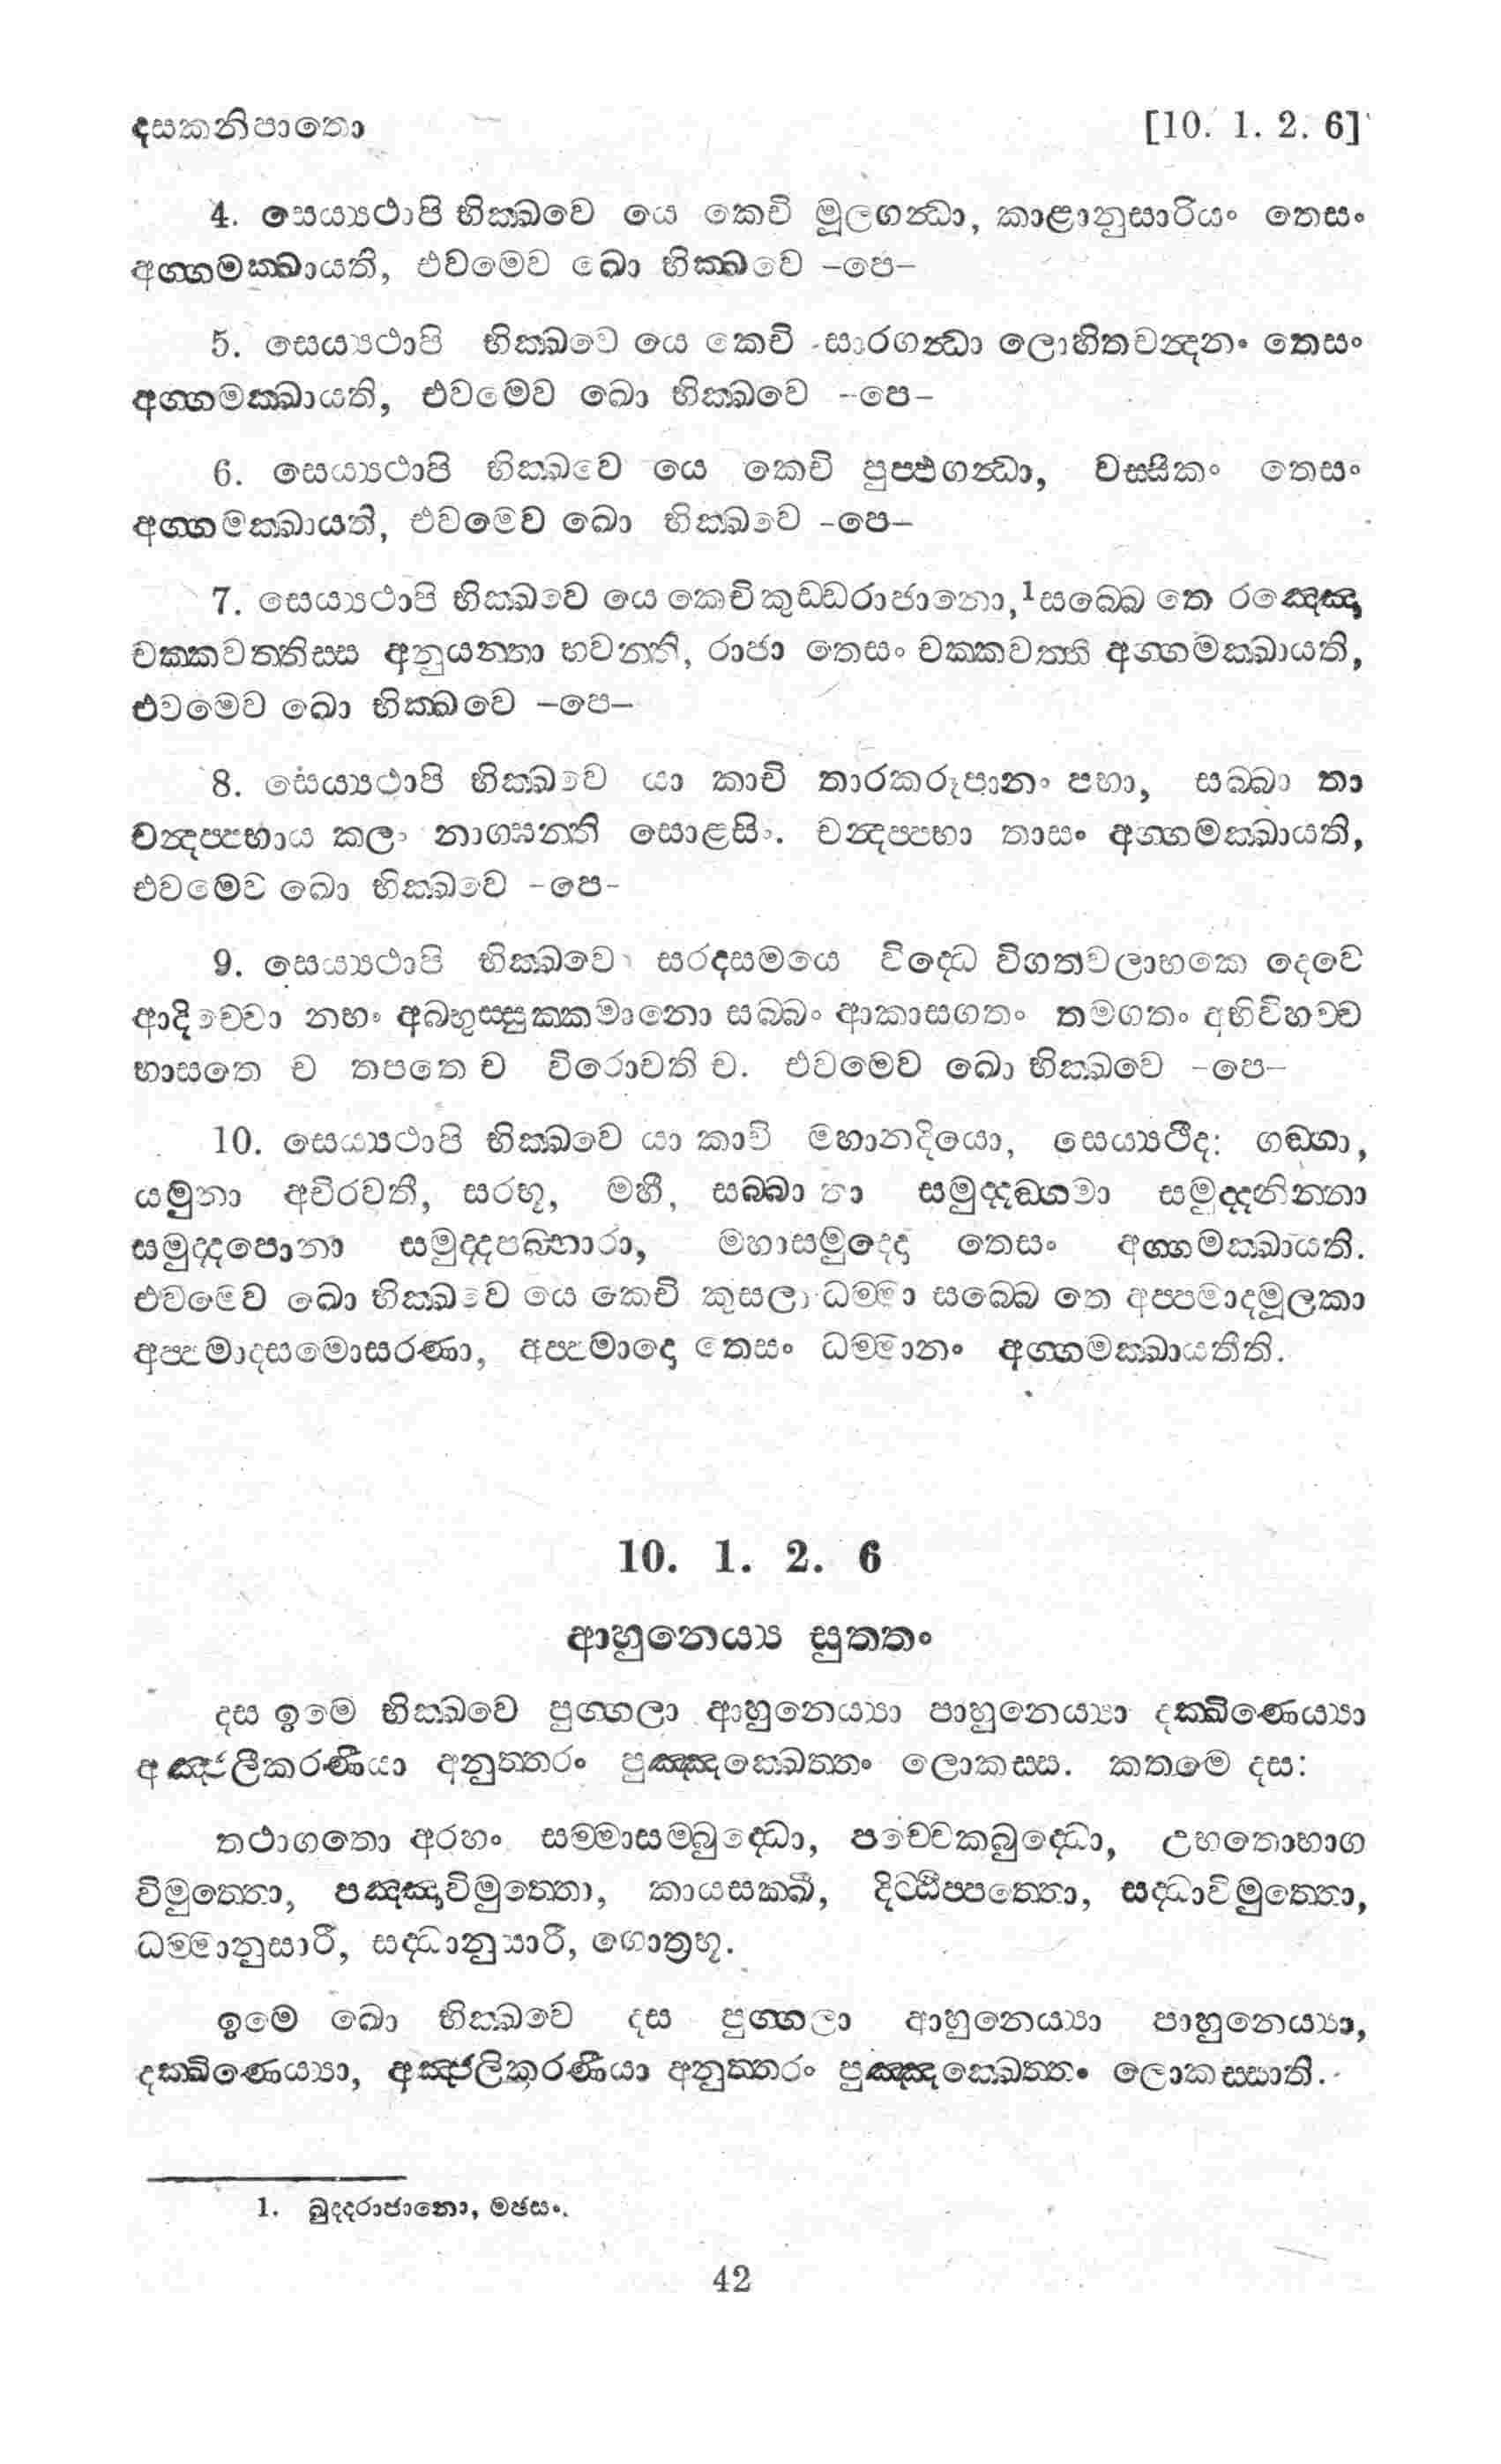 දසකනිපාතො [10. 1. 2. 6]
4. සෙය්‍යථාපි භික්ඛවෙ යෙ කෙචි මූලගන්ධා, කාළානුසාරියං තෙසං
අග්ගමක්ඛායති, එවමෙව ඛො භික්ඛවෙ –පෙ–
5. සෙය්‍යථාපි භික්ඛවෙ යෙ කෙචි සාරගන්ධා ලොහිතචන්දනං තෙසං
අග්ගමක්ඛායති, එවමෙව ඛො භික්ඛවෙ –පෙ–
6. සෙය්‍යථාපි භික්ඛවෙ යෙ කෙචි පුප්ඵගන්ධා, වස්සිකං තෙසං
අග්ගමක්ඛායති, එවමෙව ඛො භික්ඛවෙ –පෙ–
7. සෙය්‍යථාපි භික්ඛවෙ යෙ කෙචි කුඩ්ඩරාජානො,¹ සබ්බෙ තෙ රඤ්ඤො
චක්කවත්තිස්ස අනුයන්තා භවන්ති, රාජා තෙසං චක්කවත්ති අග්ගමක්ඛායති,
එවමෙව ඛො භික්ඛවෙ –පෙ–
8. සෙය්‍යථාපි භික්ඛවෙ යා කාචි තාරකරූපානං පභා, සබ්බා තා
චන්දප්පභාය කලං නාග්ඝන්ති සොළසිං. චන්දප්පභා තාසං අග්ගමක්ඛායති,
එවමෙව ඛො භික්ඛවෙ –පෙ–
9. සෙය්‍යථාපි භික්ඛවෙ සරදසමයෙ විද්ධෙ විගතවලාහකෙ දෙවෙ
ආදිච්චො නභං අබ්භුස්සුක්කමානො සබ්බං ආකාසගතං තමගතං අභිවිහච්ච
භාසතෙ ච තපතෙ ච විරොචති ච. එවමෙව ඛො භික්ඛවෙ –පෙ–
10. සෙය්‍යථාපි භික්ඛවෙ යා කාචි මහානදියො, සෙය්‍යථීදං: ගඞ්ගා,
යමුනා අචිරවතී, සරභූ, මහී, සබ්බා තා සමුද්දඞ්ගමා සමුද්දනින්නා
සමුද්දපොනා සමුද්දපබ්භාරා, මහාසමුද්දො තෙසං අග්ගමක්ඛායති.
එවමෙව ඛො භික්ඛවෙ යෙ කෙචි කුසලා ධම්මා සබ්බෙ තෙ අප්පමාදමූලකා
අප්පමාදසමොසරණා, අප්පමාදො තෙසං ධම්මානං අග්ගමක්ඛායතීති.
10. 1. 2. 6
ආහුනෙය්‍ය සුත්තං
දස ඉමෙ භික්ඛවෙ පුග්ගලා ආහුනෙය්‍යා පාහුනෙය්‍යා දක්ඛිණෙය්‍යා
අඤ්ජලීකරණීයා අනුත්තරං පුඤ්ඤක්ඛෙත්තං ලොකස්ස. කතමෙ දස:
තථාගතො අරහං සම්මාසම්බුද්ධො, පච්චෙකබුද්ධො, උභතොභාග
විමුත්තො, පඤ්ඤාවිමුත්තො, කායසක්ඛී, දිට්ඨිප්පත්තො, සද්ධාවිමුත්තො,
ධම්මානුසාරී, සද්ධානුසාරී, ගොත්‍රභූ.
ඉමෙ ඛො භික්ඛවෙ දස පුග්ගලා ආහුනෙය්‍යා පාහුනෙය්‍යා,
දක්ඛිණෙය්‍යා, අඤ්ජලිකරණීයා අනුත්තරං පුඤ්ඤක්ඛෙත්තං ලොකස්සාති.
1. ඛුද්දරාජානො, මඡසං.
42